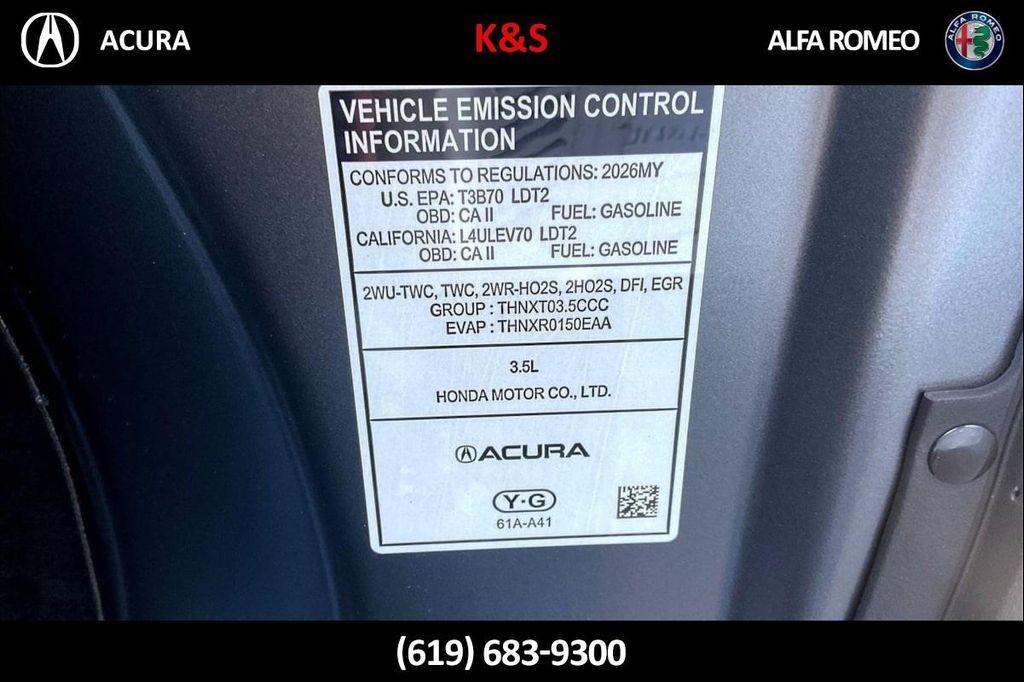 ACURA
K&S
ALFA ROMEO
ALFA ROMEO
VEHICLE EMISSION CONTROL
INFORMATION
CONFORMS TO REGULATIONS: 2026MY
U.S. EPA: T3B70 LDT2
OBD: CA II FUEL: GASOLINE
CALIFORNIA: L4ULEV70 LDT2
OBD: CA II FUEL: GASOLINE
2WU-TWC, TWC, 2WR-HO2S, 2HO2S, DFI, EGR
GROUP : THNXT03.5CCC
EVAP : THNXR0150EAA
3.5L
HONDA MOTOR CO., LTD.
ACURA
Y·G
61A-A41
(619) 683-9300